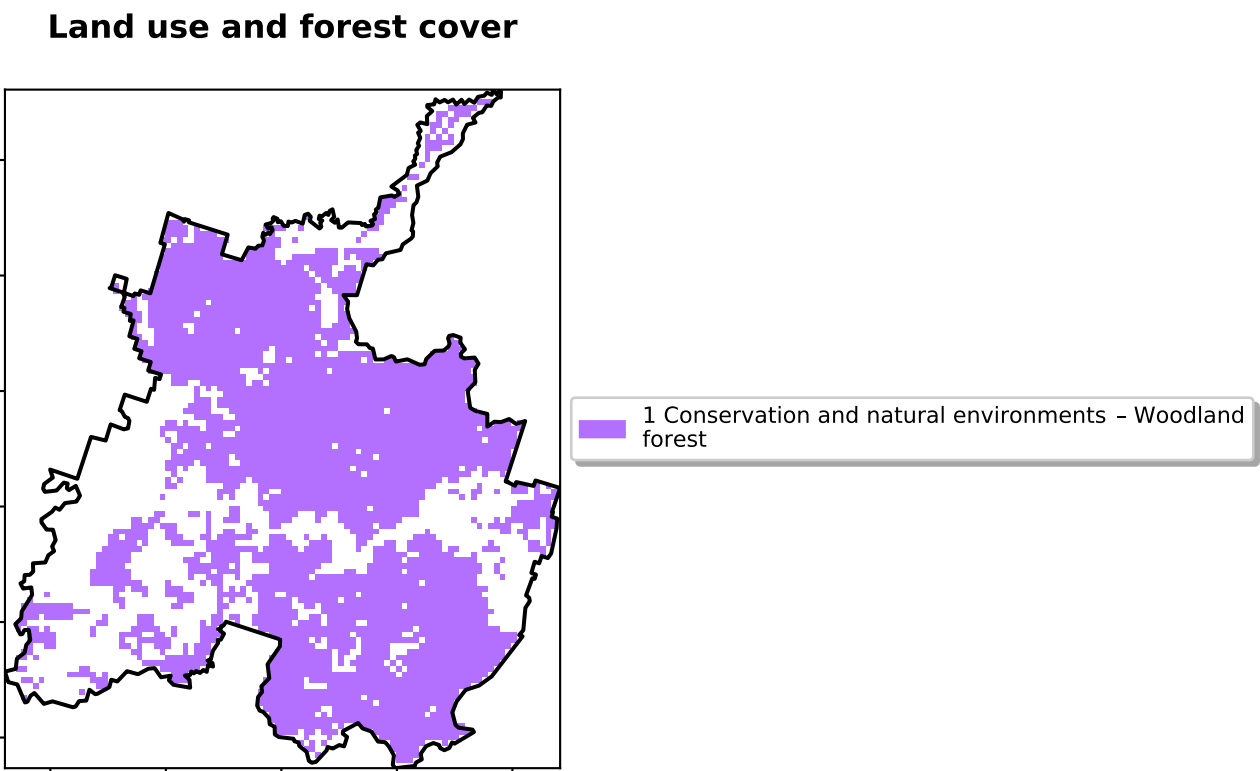 Land use and forest cover
1 Conservation and natural environments – Woodland
forest